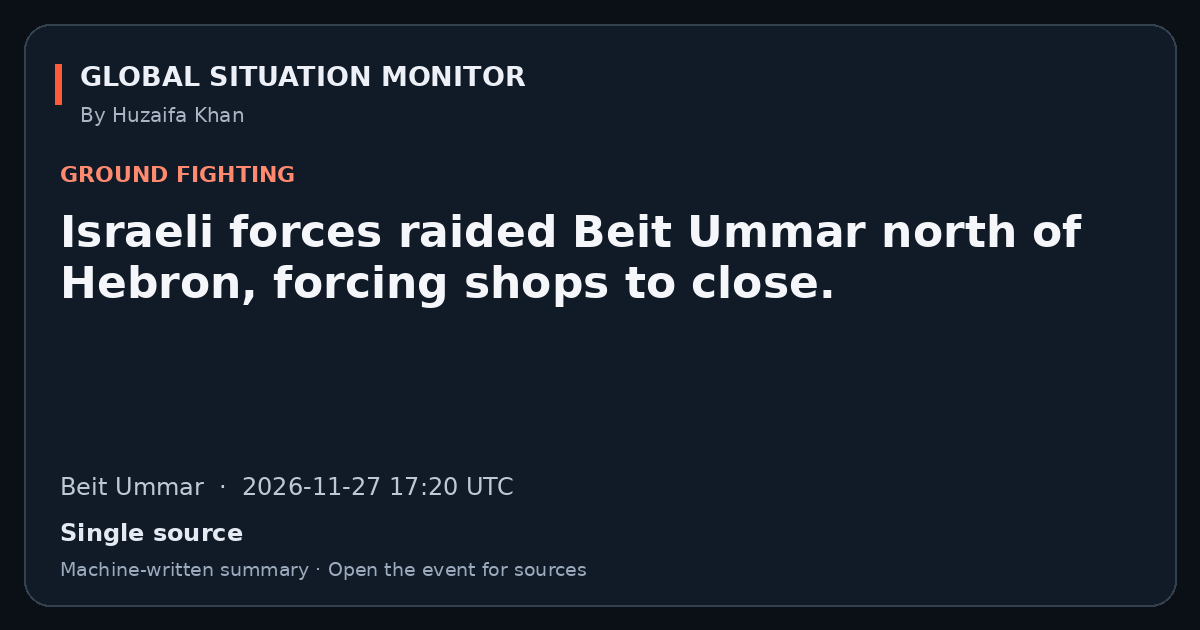 GLOBAL SITUATION MONITOR
By Huzaifa Khan
GROUND FIGHTING
Israeli forces raided Beit Ummar north of
Hebron, forcing shops to close.
Beit Ummar · 2026-11-27 17:20 UTC
Single source
Machine-written summary · Open the event for sources